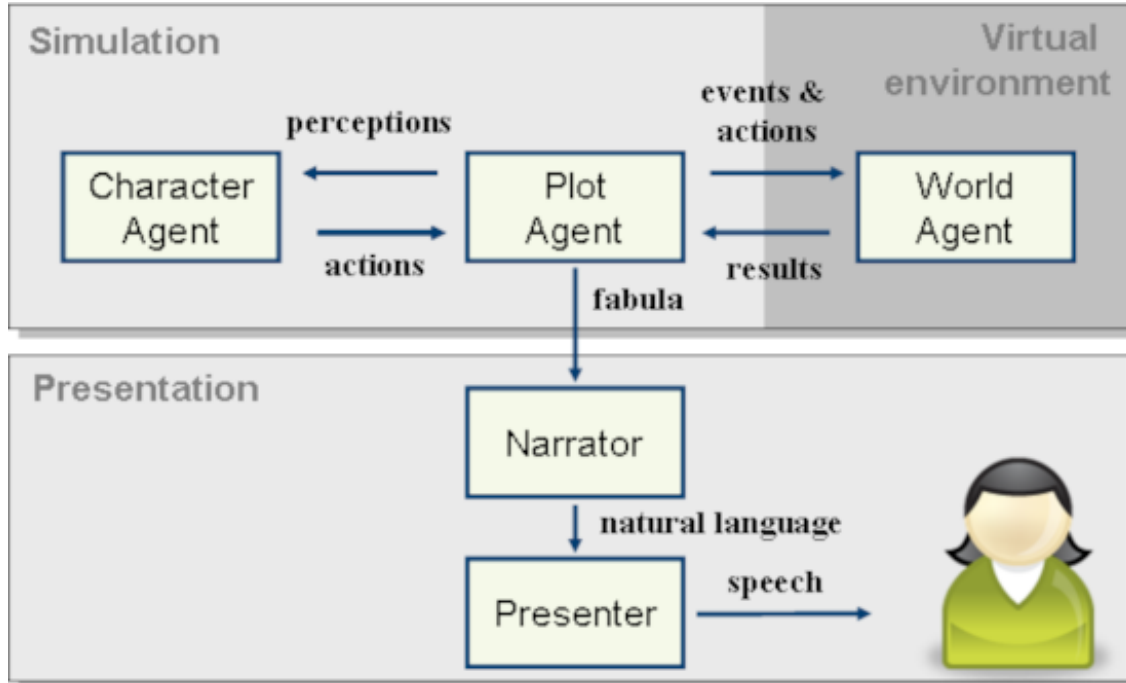 Simulation
Virtual
environment
perceptions
events &
actions
Character
Agent
Plot
Agent
World
Agent
actions
results
fabula
Presentation
Narrator
natural language
Presenter
speech